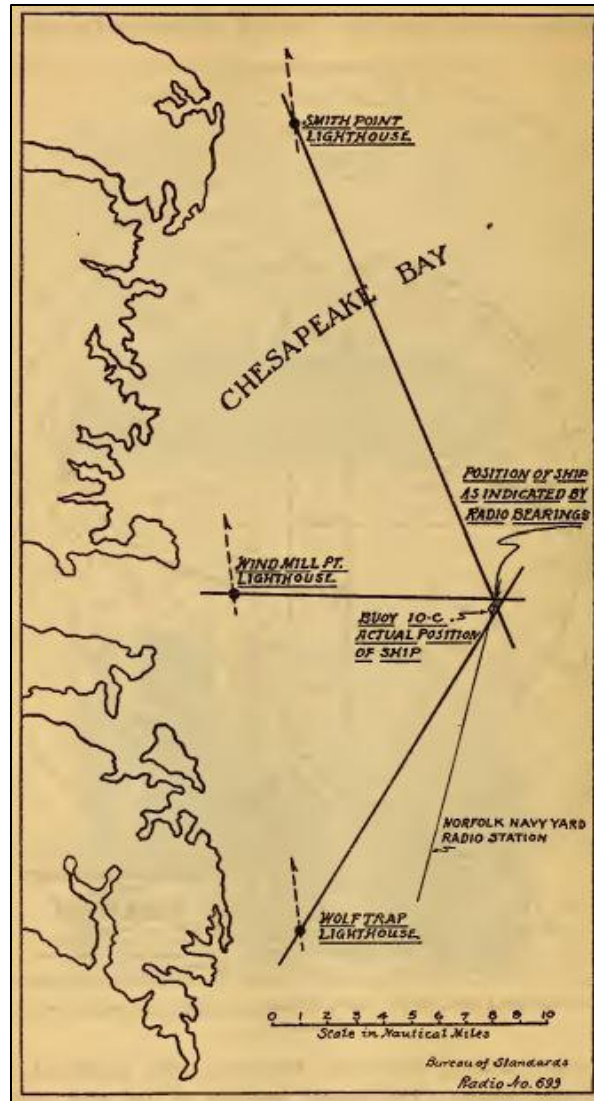 SMITH POINT
LIGHTHOUSE
CHESAPEAKE BAY
POSITION OF SHIP
AS INDICATED BY
RADIO BEARINGS
WIND MILL PT.
LIGHTHOUSE
BUOY 10-C.
ACTUAL POSITION
OF SHIP
NORFOLK NAVY YARD
RADIO STATION
WOLF TRAP
LIGHTHOUSE
0 1 2 3 4 5 6 7 8 9 10
Scale in Nautical Miles
Bureau of Standards
Radio No. 699